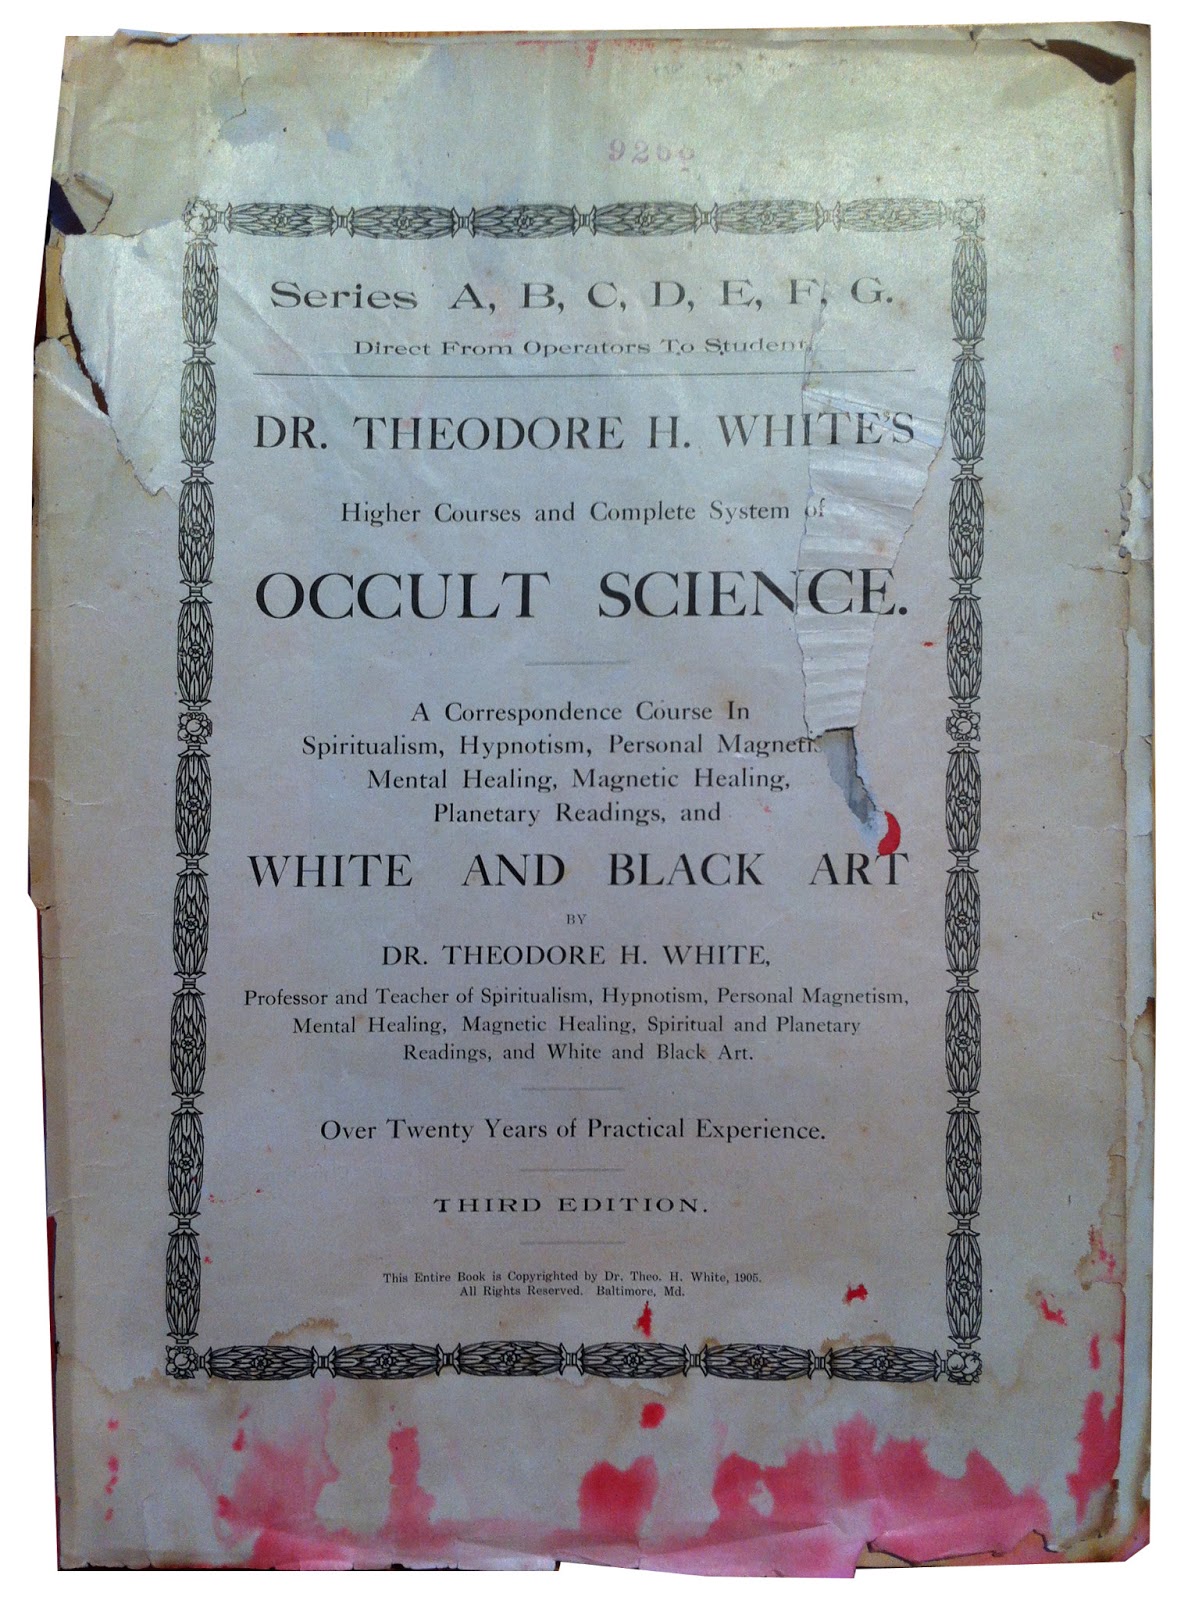 Series A, B, C, D, E, F, G.
Direct From Operators To
DR. THEODORE H. WHITE'S
Higher Courses and Complete System of
OCCULT SCIENCE.
A Correspondence Course In
Spiritualism, Hypnotism, Personal
Mental Healing, Magnetic Healing,
Planetary Readings, and
WHITE AND BLACK ART
BY
DR. THEODORE H. WHITE,
Professor and Teacher of Spiritualism, Hypnotism, Personal Magnetism,
Mental Healing, Magnetic Healing, Spiritual and Planetary
Readings, and White and Black Art.
Over Twenty Years of Practical Experience.
THIRD EDITION.
This Entire Book is Copyrighted by Dr. Theo. H. White, 1905.
All Rights Reserved. Baltimore, Md.